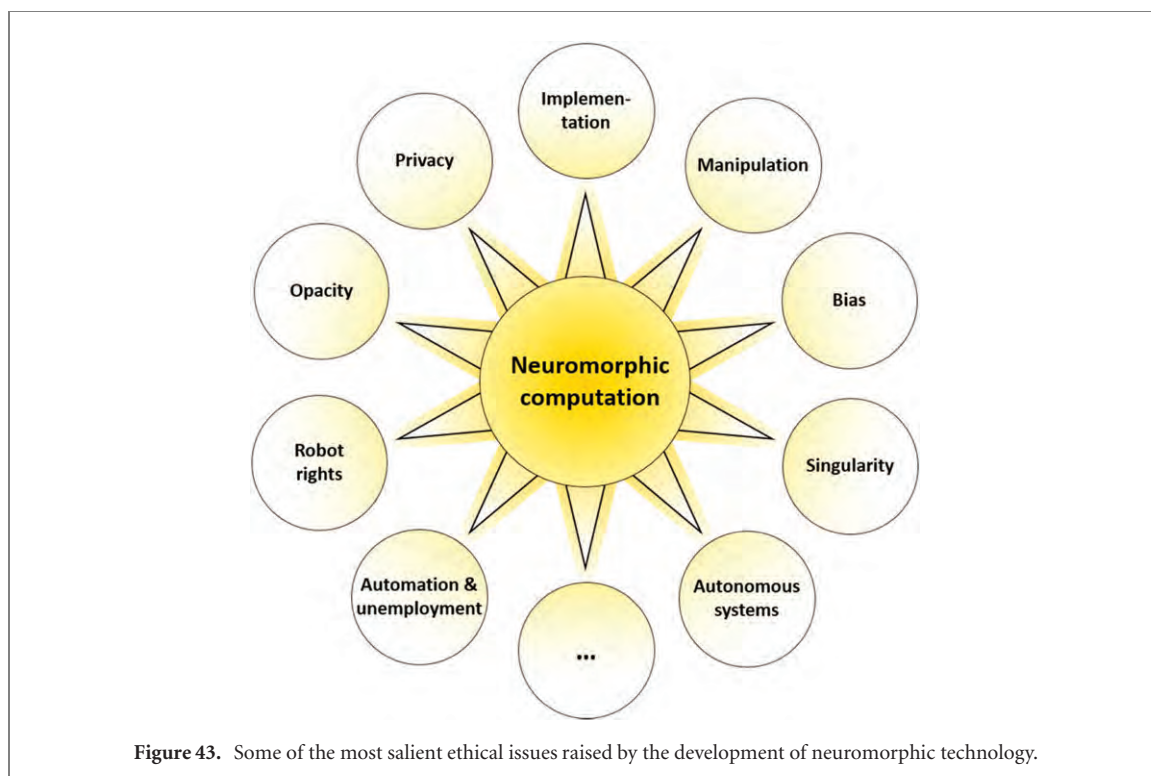 Implemen-
tation
Privacy
Manipulation
Opacity
Bias
Neuromorphic
computation
Robot
rights
Singularity
Automation &
unemployment
Autonomous
systems
...
Figure 43. Some of the most salient ethical issues raised by the development of neuromorphic technology.